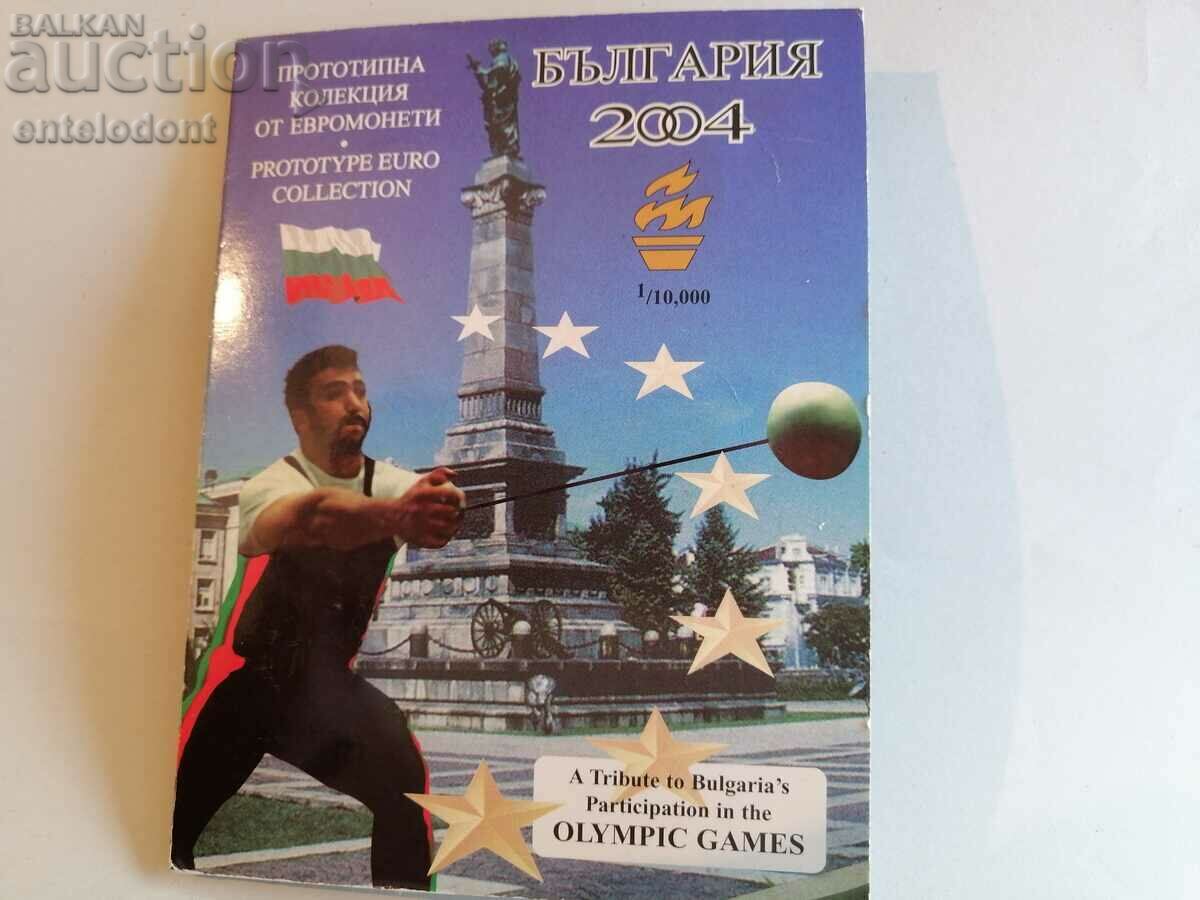 BALKAN
auction
entelodont
ПРОТОТИПНА
КОЛЕКЦИЯ
ОТ ЕВРОМОНЕТИ
•
PROTOTYPE EURO
COLLECTION
БЪЛГАРИЯ
2004
1/10,000
A Tribute to Bulgaria's
Participation in the
OLYMPIC GAMES